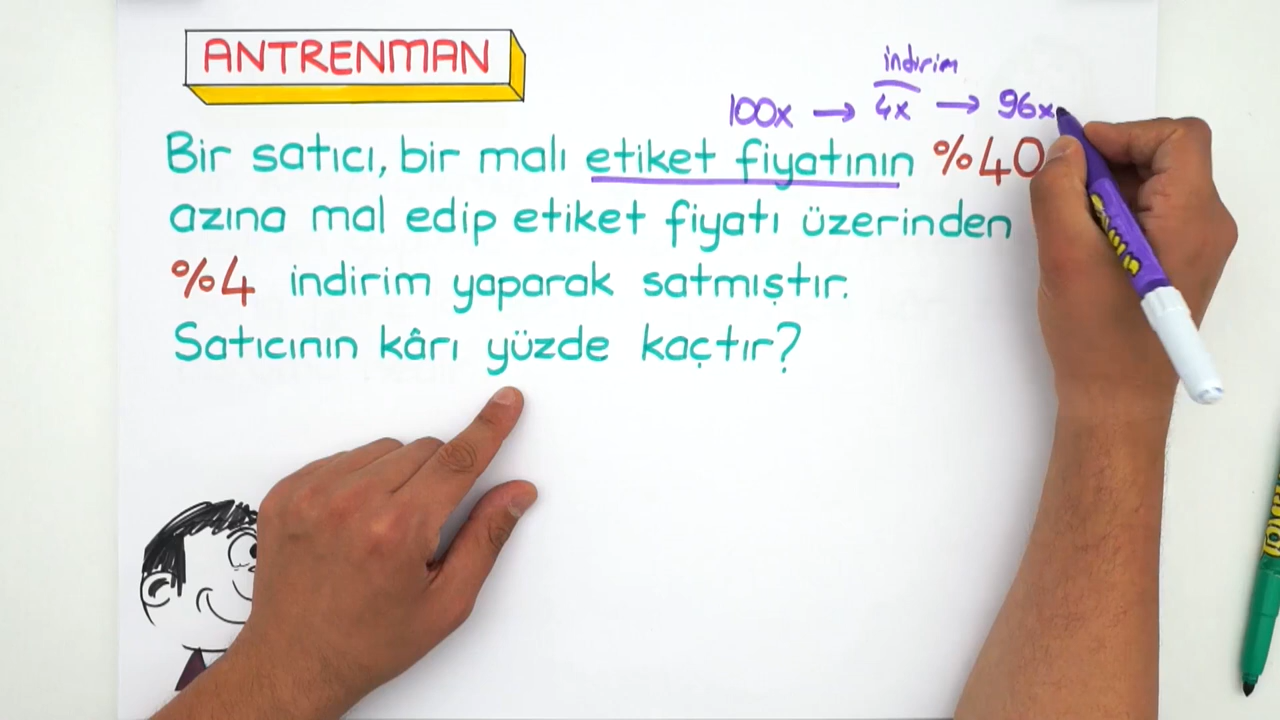 ANTRENMAN
indirim
100x → 4x → 96x
Bir satıcı, bir malı etiket fiyatının %40
azına mal edip etiket fiyatı üzerinden
%4 indirim yaparak satmıştır.
Satıcının kârı yüzde kaçtır?